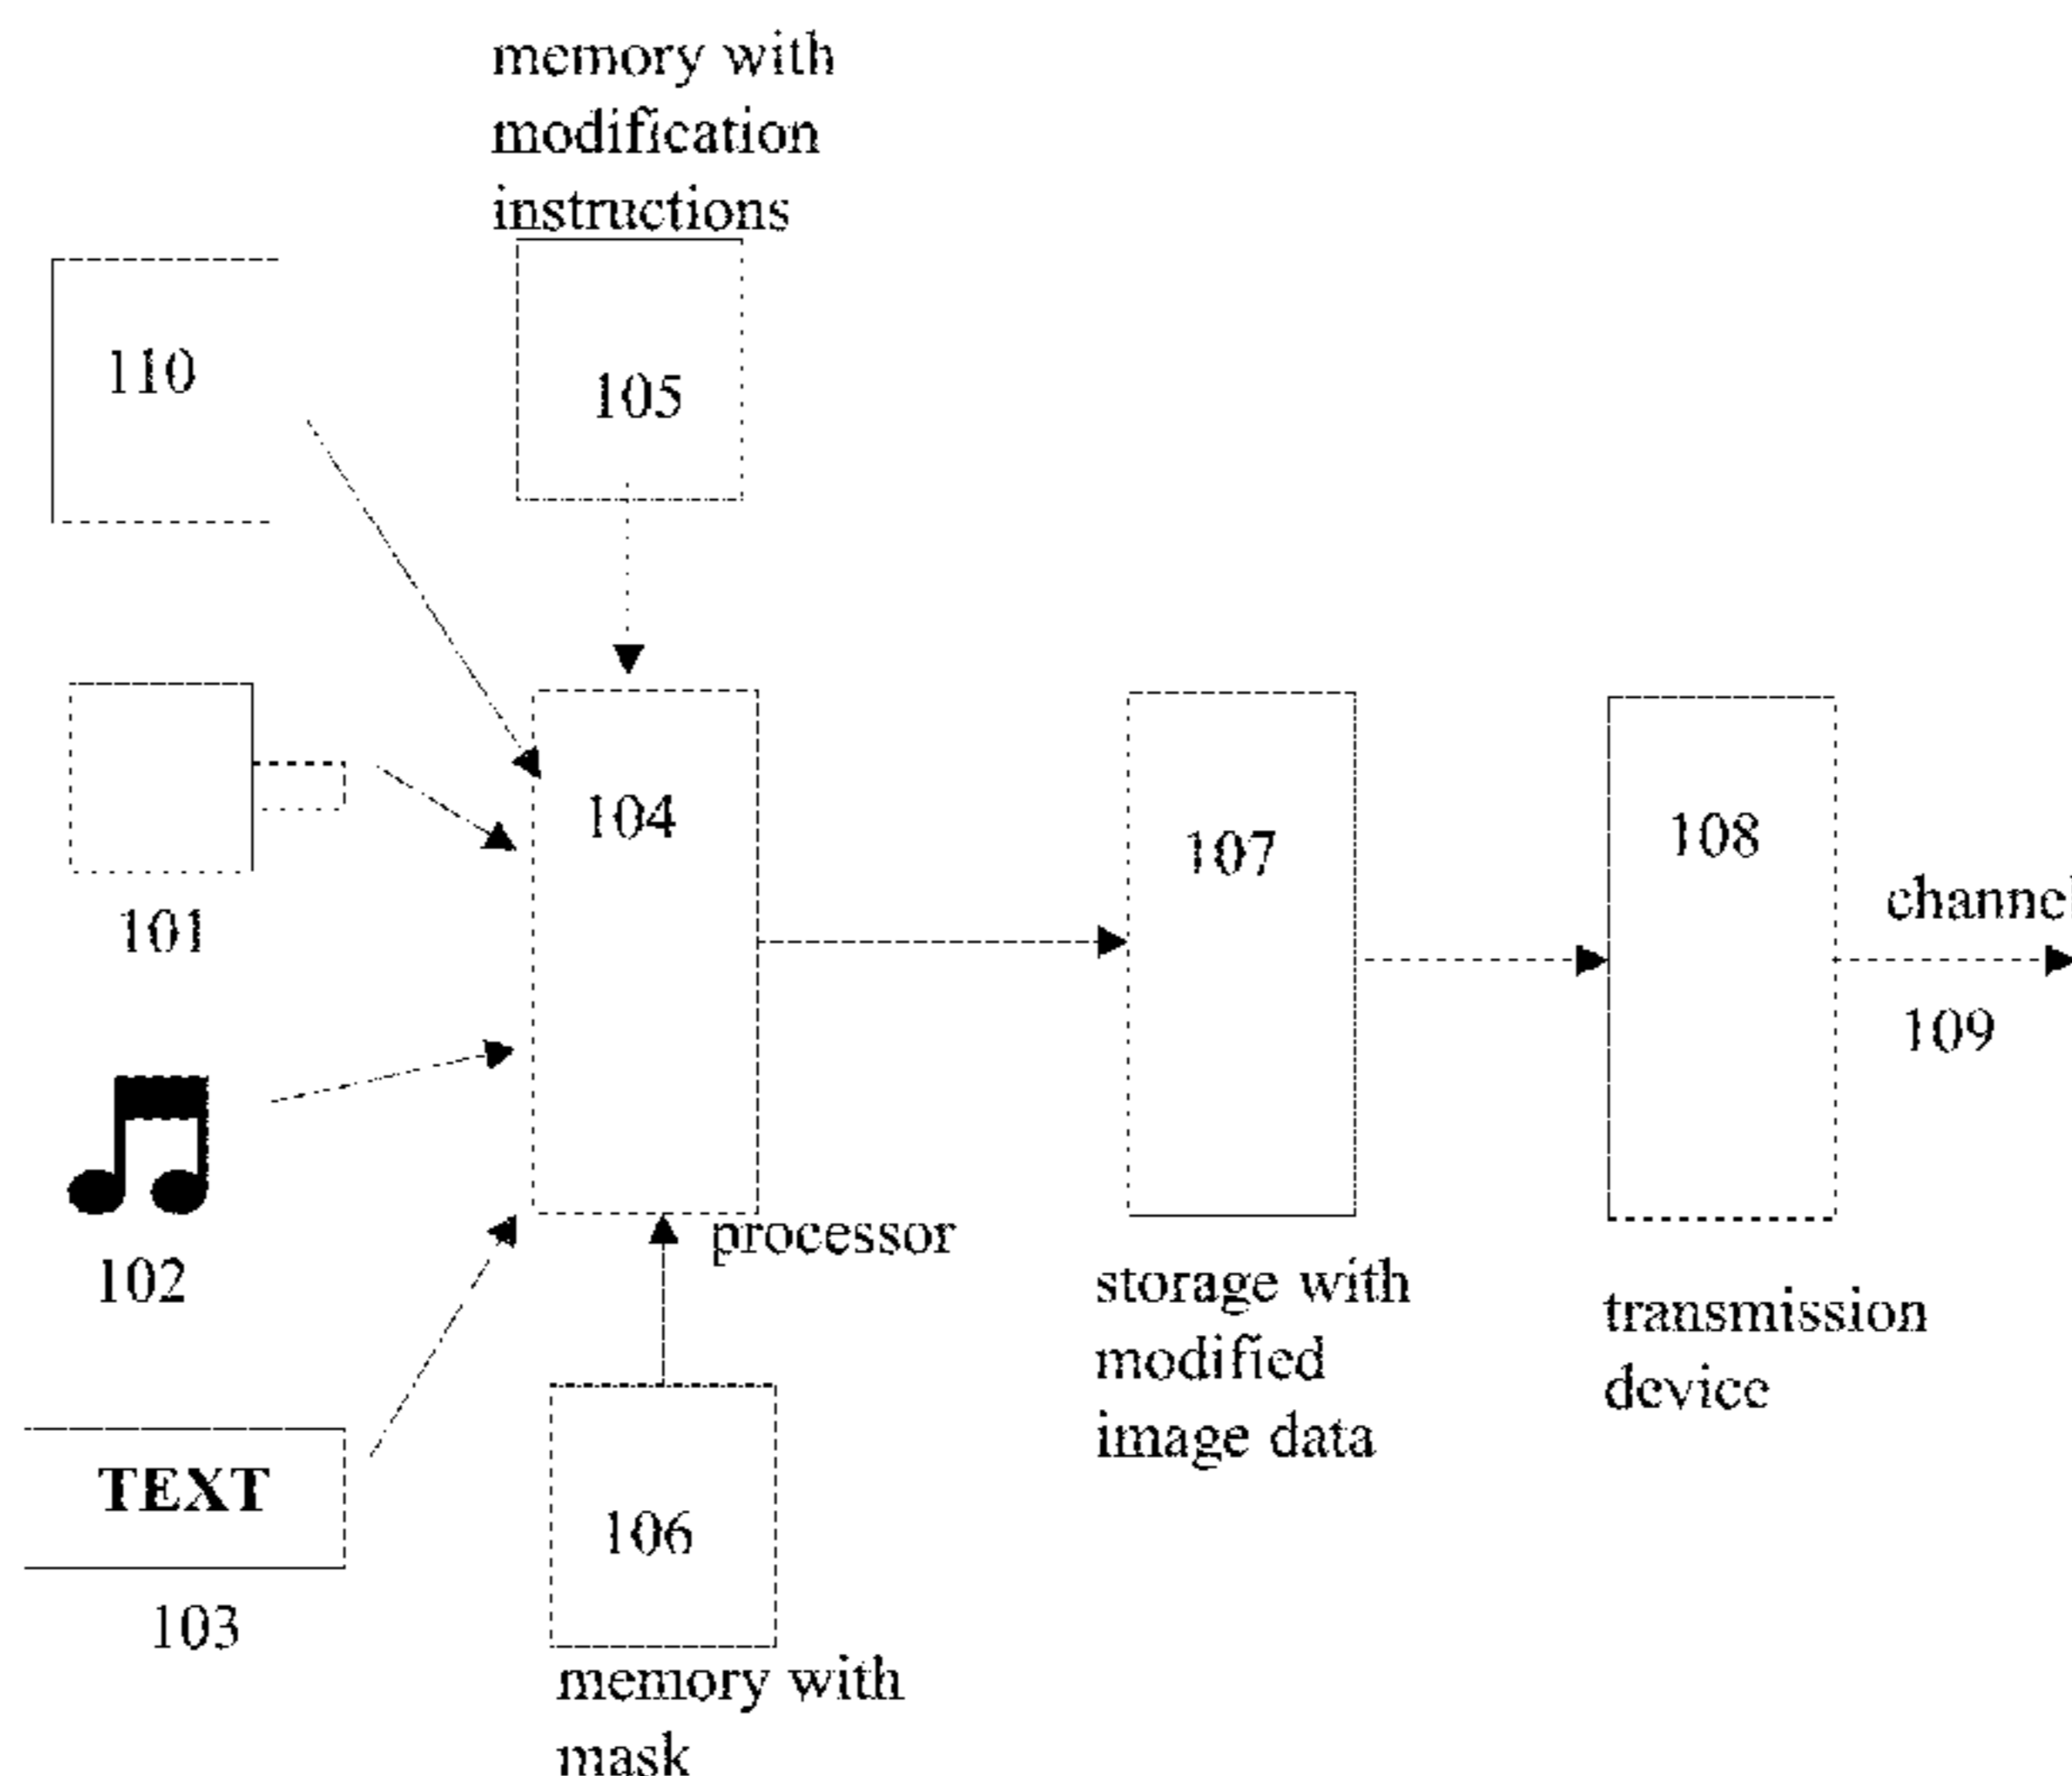 memory with
modification
instructions
110
105
104
101
107
108
channel
109
102
processor
storage with
modified
image data
transmission
device
TEXT
103
106
memory with
mask